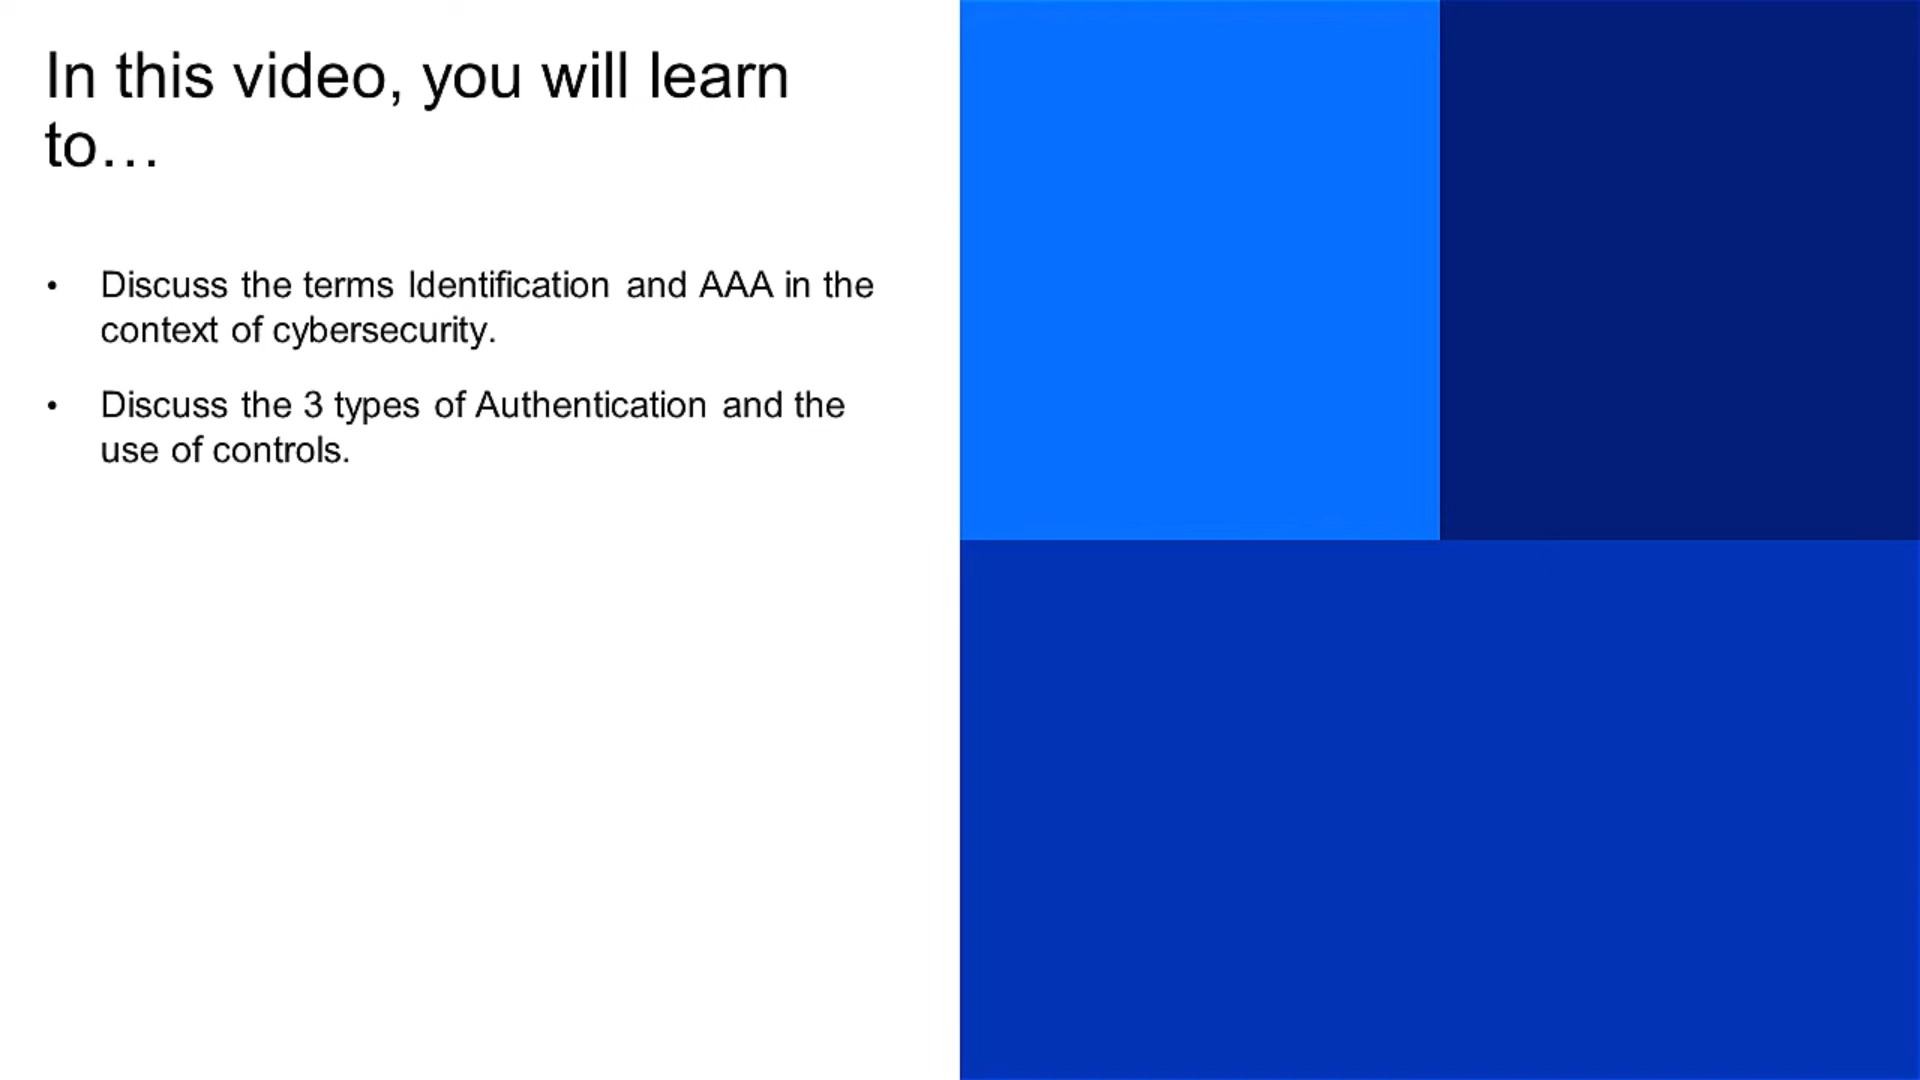 In this video, you will learn
to…
• Discuss the terms Identification and AAA in the
context of cybersecurity.
• Discuss the 3 types of Authentication and the
use of controls.